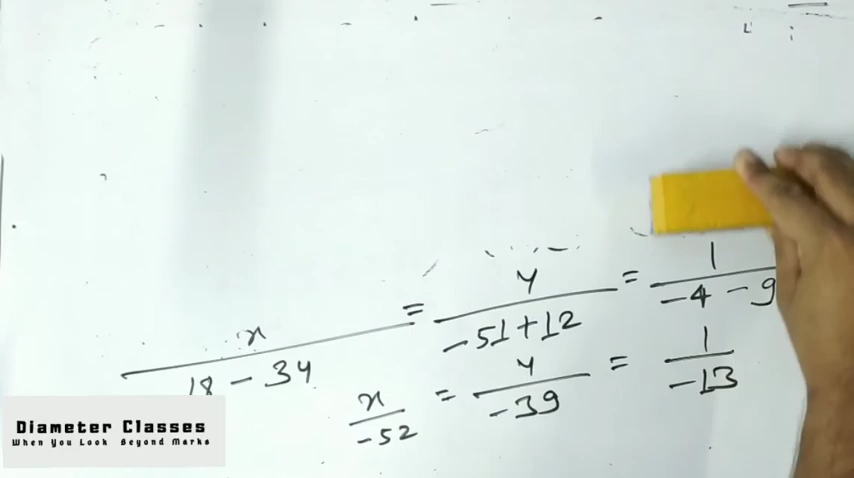 x / 18 - 34 = y / -51 + 12 = 1 / -4 - 9
x / -52 = y / -39 = 1 / -13
Diameter Classes
When You Look Beyond Marks